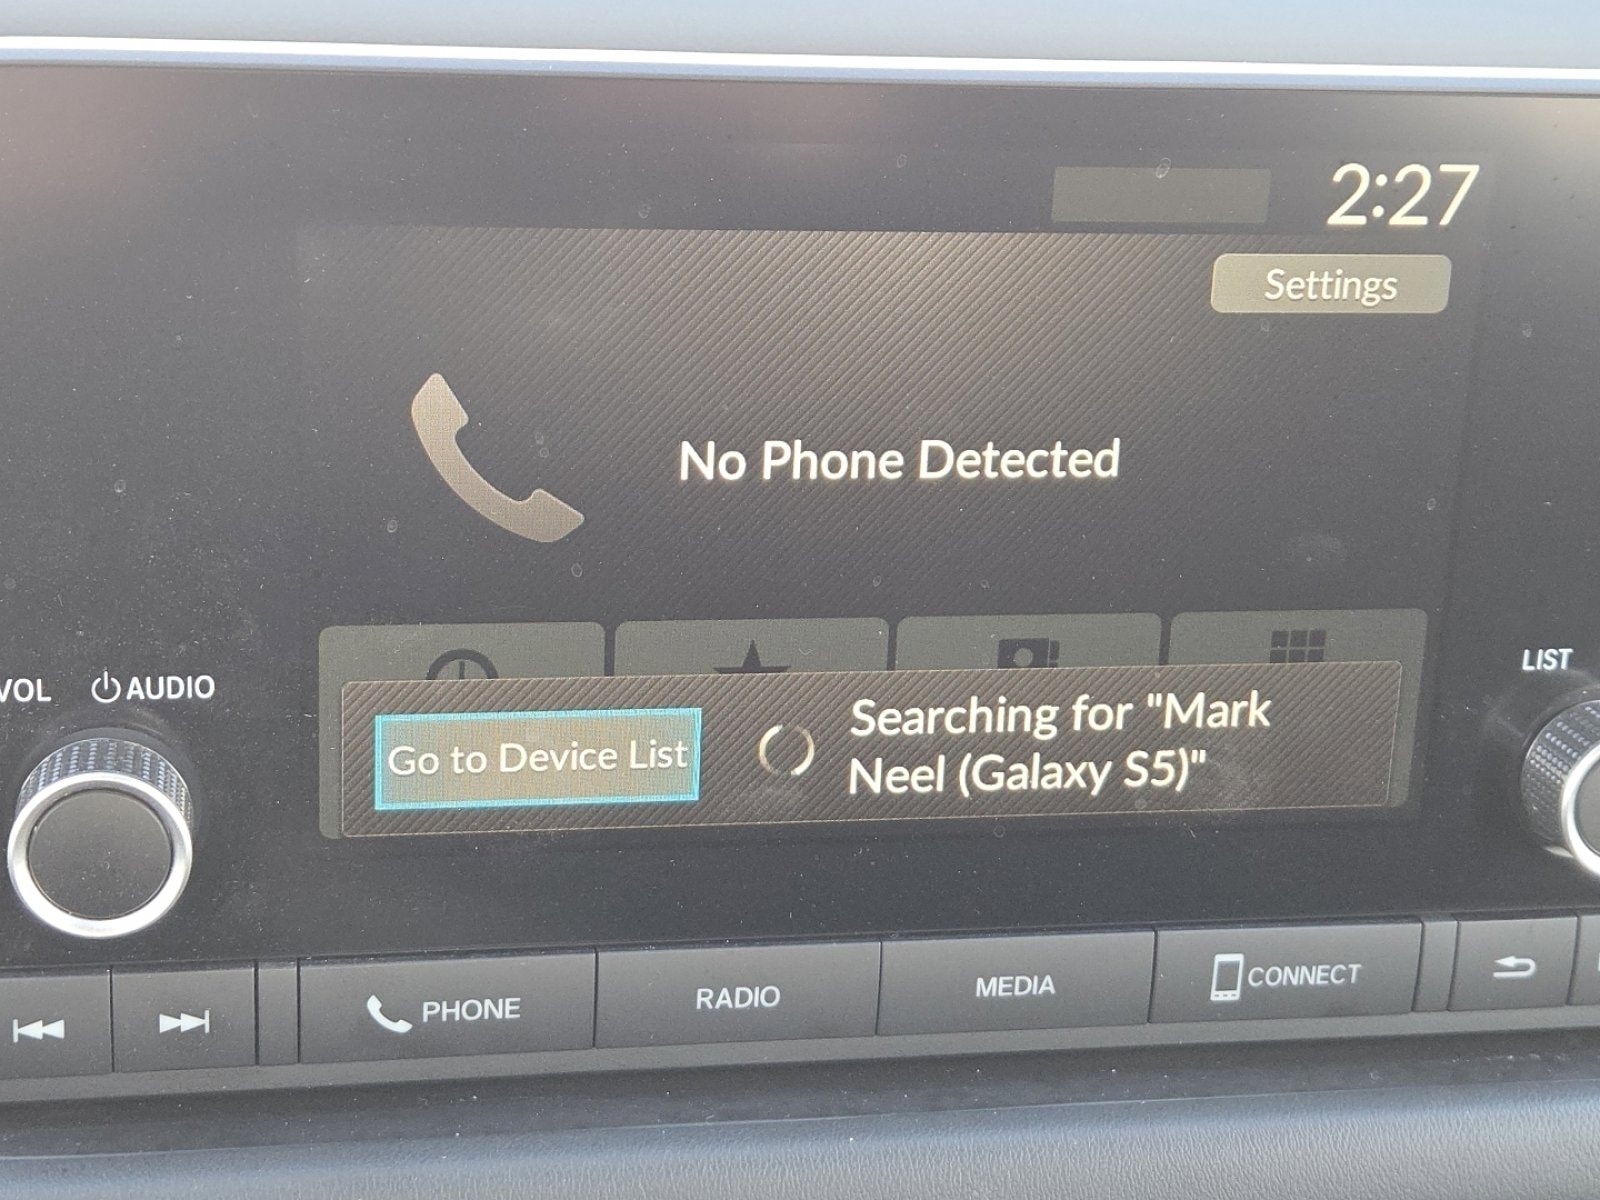 2:27
Settings
No Phone Detected
VOL
AUDIO
LIST
Go to Device List
Searching for "Mark
Neel (Galaxy S5)"
PHONE
RADIO
MEDIA
CONNECT